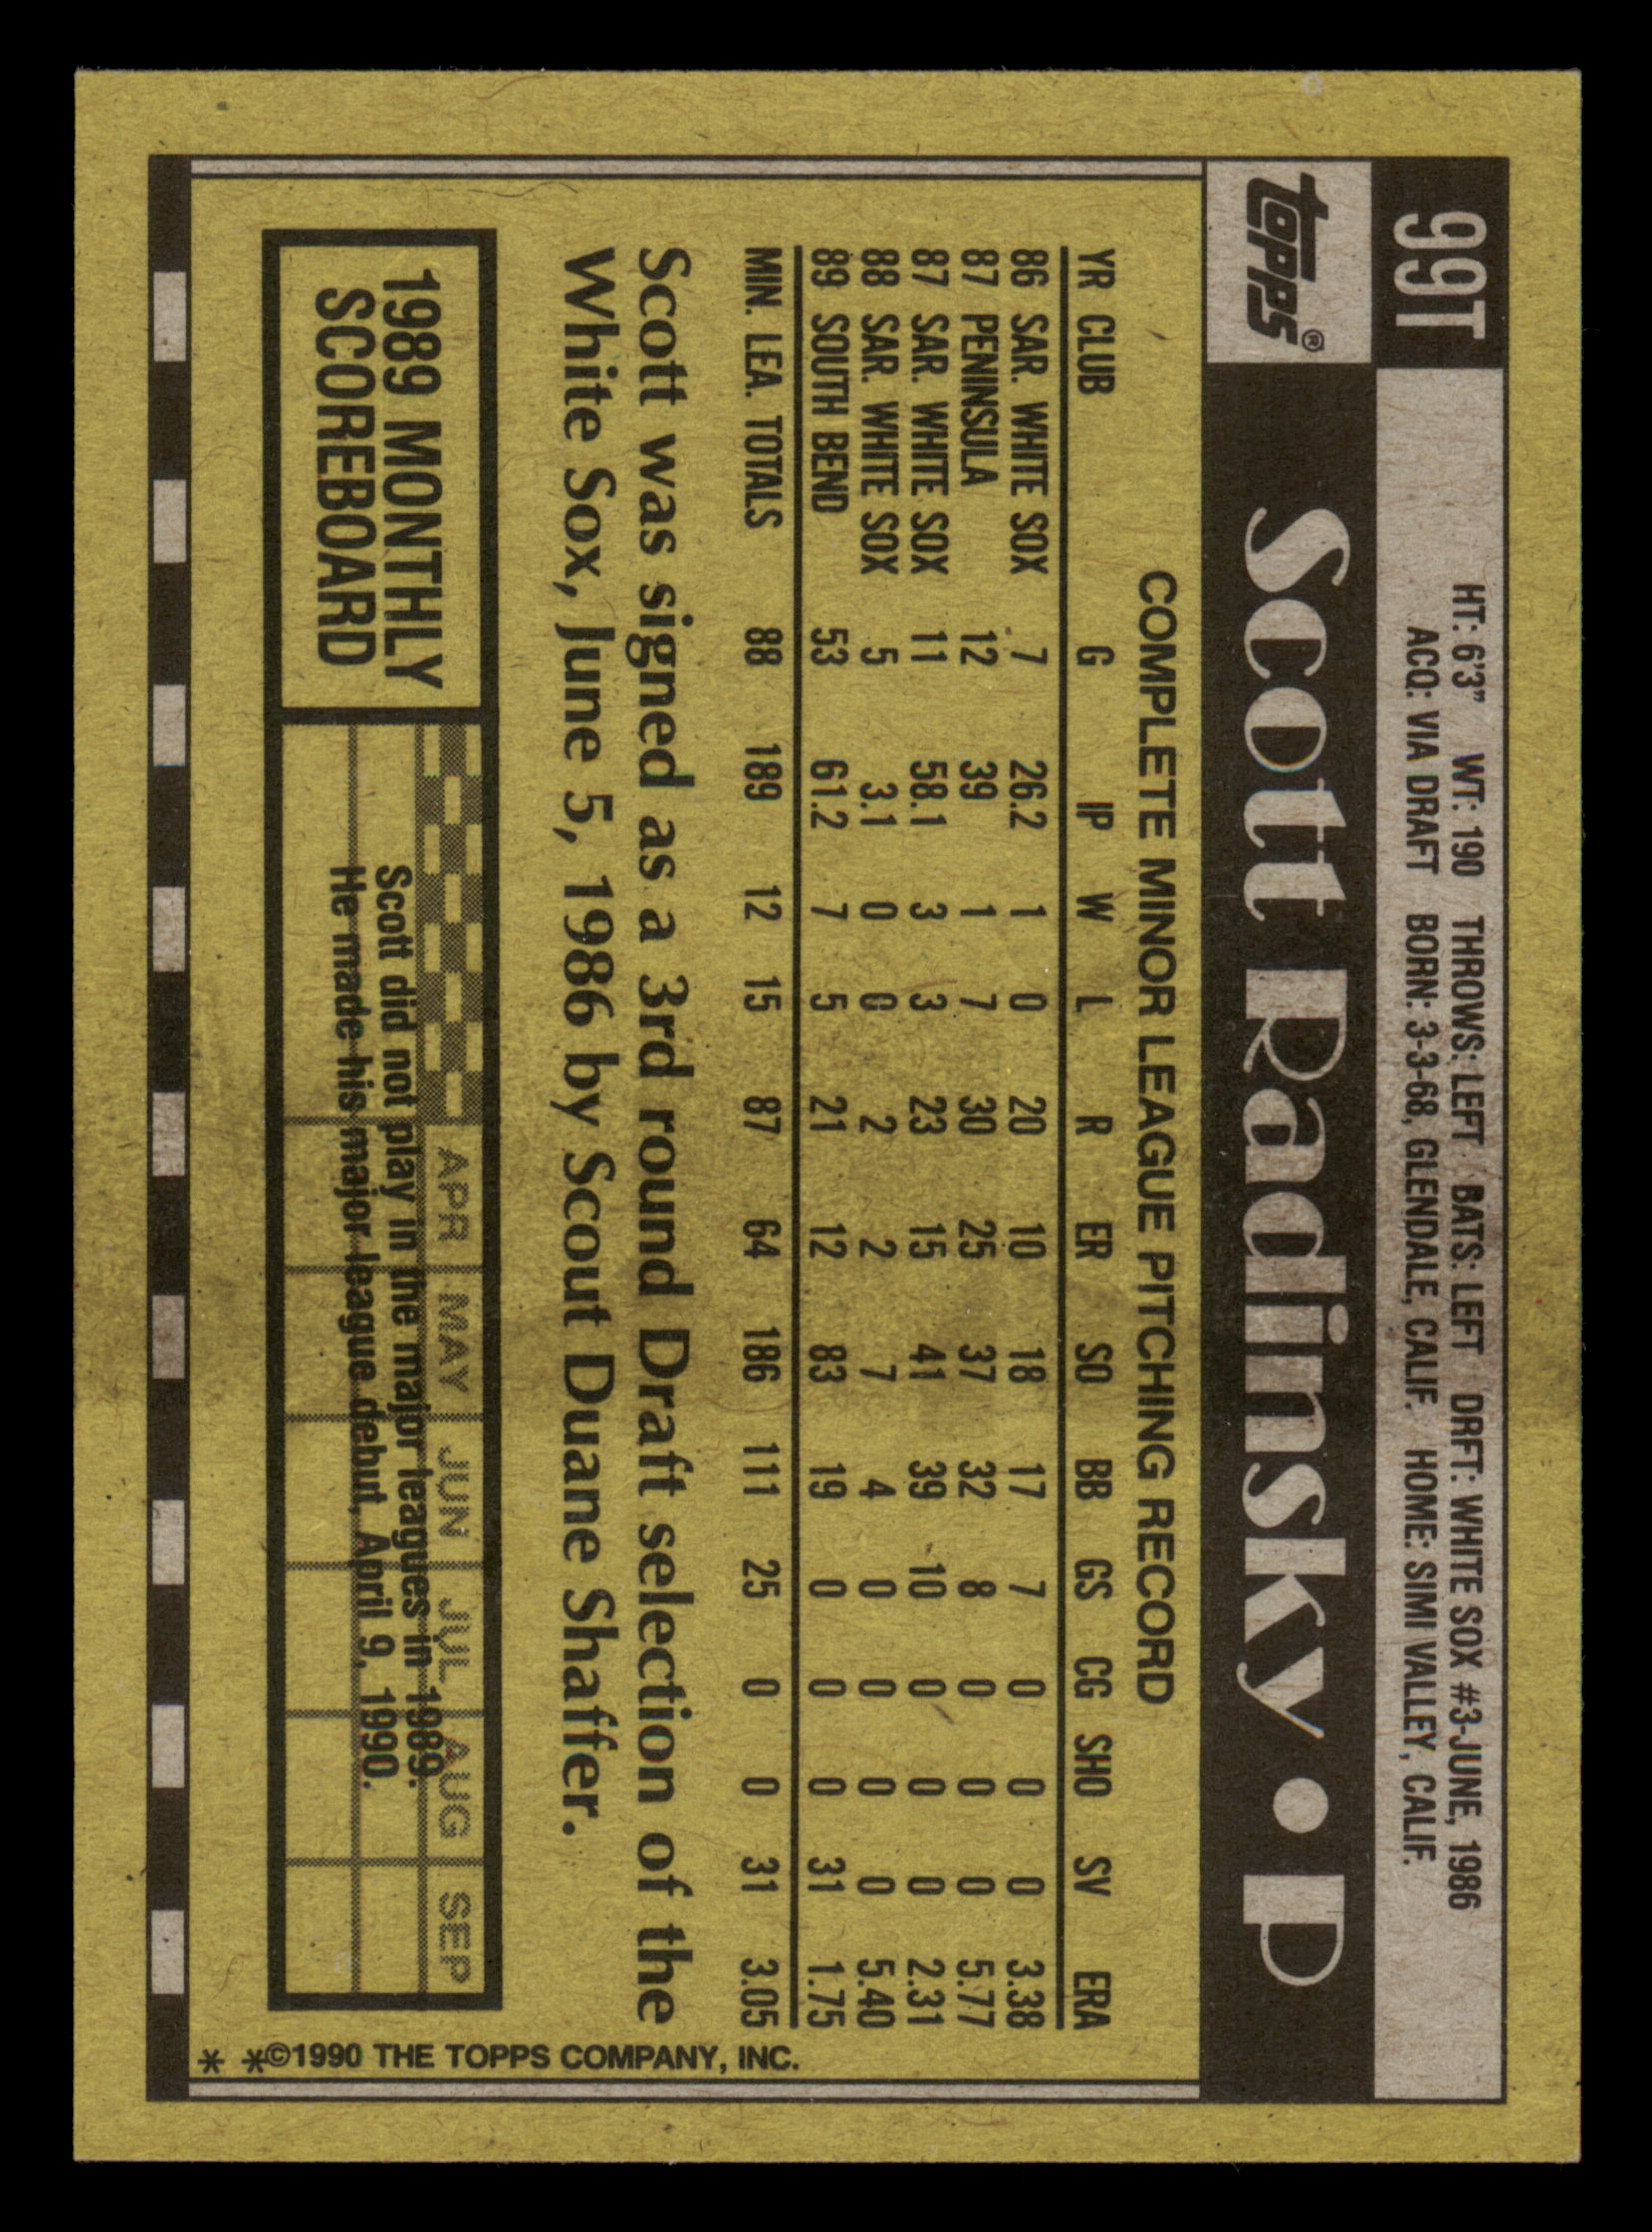 99T
HT: 6'3" WT: 190 THROWS: LEFT BATS: LEFT DRFT: WHITE SOX #3-JUNE, 1986
ACQ: VIA DRAFT BORN: 3-3-68, GLENDALE, CALIF. HOME: SIMI VALLEY, CALIF.
topps® Scott Radinsky • P
COMPLETE MINOR LEAGUE PITCHING RECORD
YR CLUB G IP W L R ER SO BB GS CG SHO SV ERA
86 SAR. WHITE SOX 7 26.2 1 0 20 10 18 17 7 0 0 0 3.38
87 PENINSULA 12 39 1 7 30 25 37 32 8 0 0 0 5.77
87 SAR. WHITE SOX 11 58.1 3 3 23 15 41 39 10 0 0 0 2.31
88 SAR. WHITE SOX 5 3.1 0 0 2 2 7 4 0 0 0 0 5.40
89 SOUTH BEND 53 61.2 7 5 21 12 83 19 0 0 0 31 1.75
MIN. LEA. TOTALS 88 189 12 15 87 64 186 111 25 0 0 31 3.05
Scott was signed as a 3rd round Draft selection of the
White Sox, June 5, 1986 by Scout Duane Shaffer.
1989 MONTHLY
SCOREBOARD
APR MAY JUN JUL AUG SEP
Scott did not play in the major leagues in 1989.
He made his major league debut, April 9, 1990.
* *©1990 THE TOPPS COMPANY, INC.